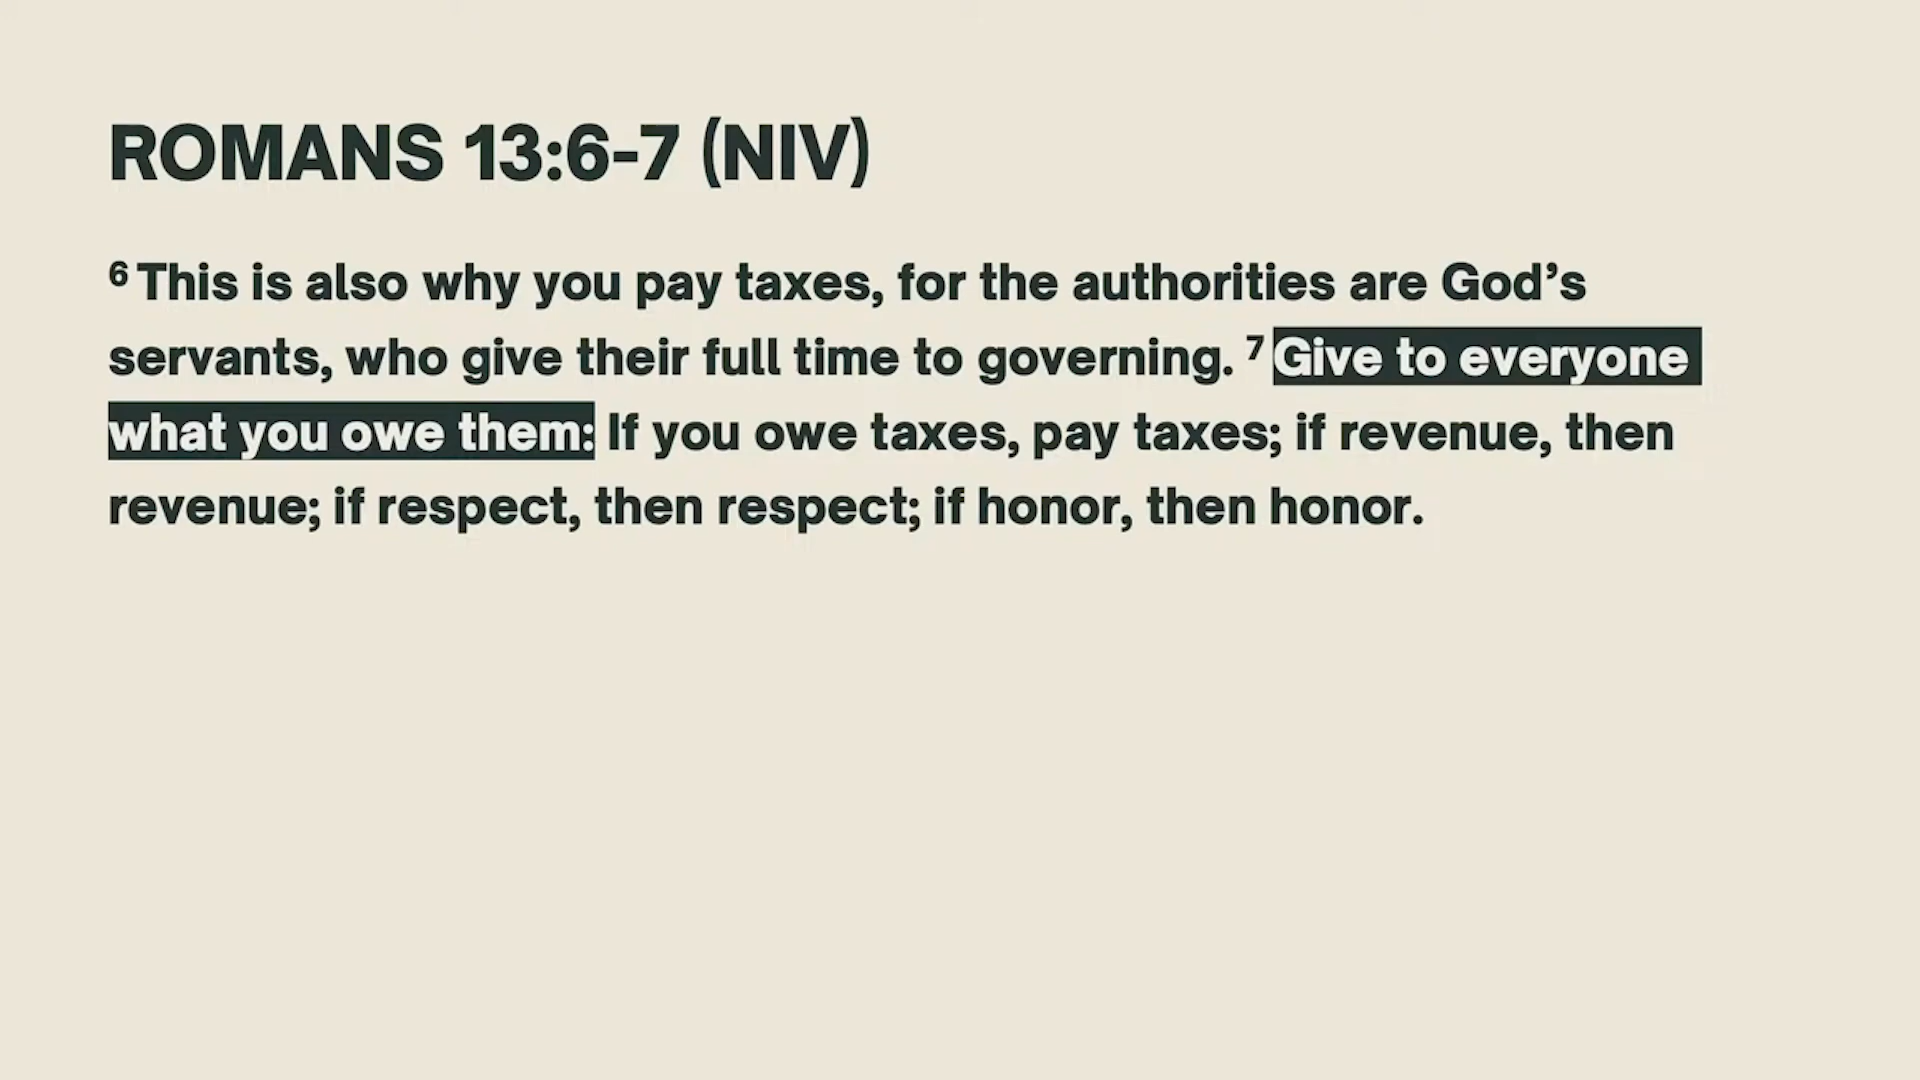 ROMANS 13:6-7 (NIV)
⁶ This is also why you pay taxes, for the authorities are God’s
servants, who give their full time to governing. ⁷ Give to everyone
what you owe them: If you owe taxes, pay taxes; if revenue, then
revenue; if respect, then respect; if honor, then honor.